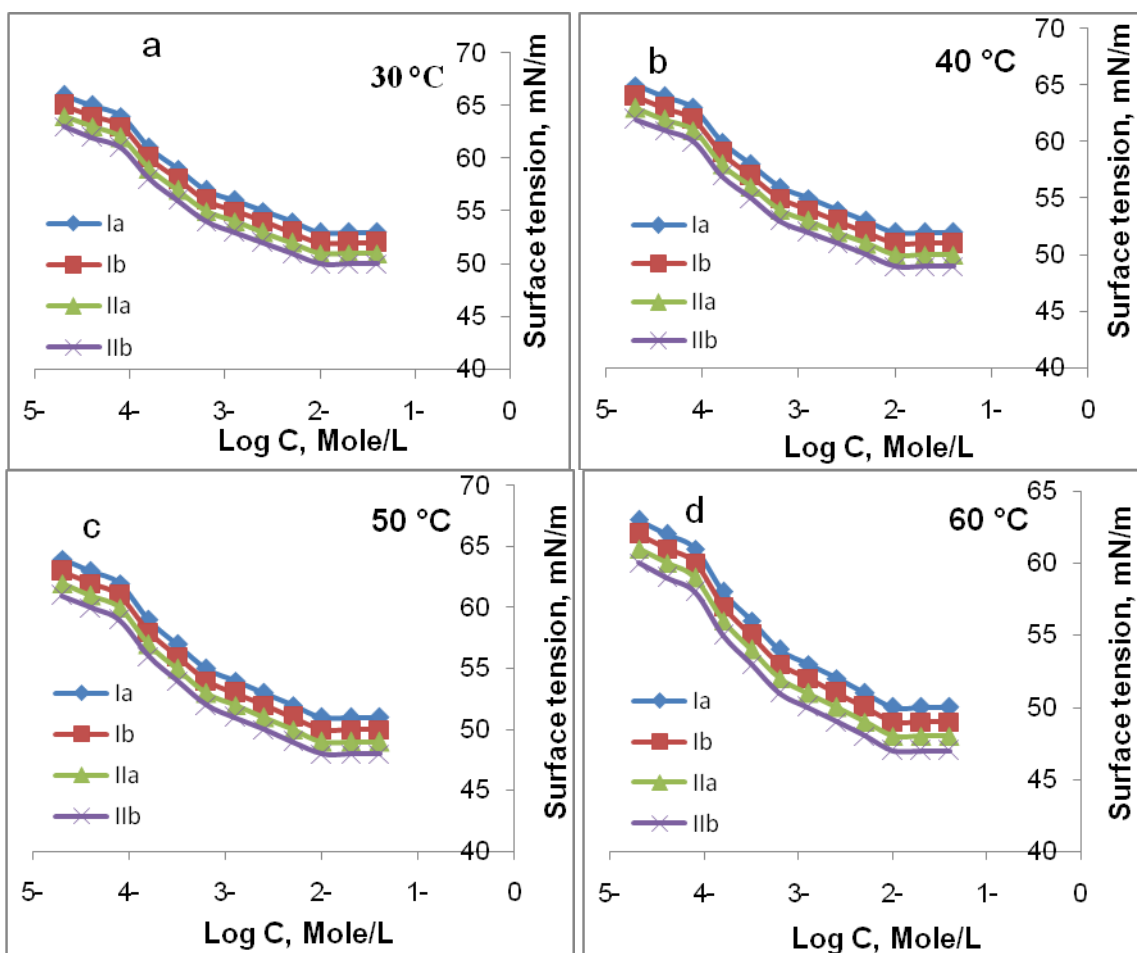 a
30 °C
70
65
60
55
50
45
40
Surface tension, mN/m
Ia
Ib
IIa
IIb
5-
4-
3-
2-
1-
0
Log C, Mole/L
b
40 °C
70
65
60
55
50
45
40
Surface tension, mN/m
Ia
Ib
IIa
IIb
5-
4-
3-
2-
1-
0
Log C, Mole/L
c
50 °C
70
65
60
55
50
45
40
Surface tension, mN/m
Ia
Ib
IIa
IIb
5-
4-
3-
2-
1-
0
Log C, Mole/L
d
60 °C
65
60
55
50
45
40
Surface tension, mN/m
Ia
Ib
IIa
IIb
5-
4-
3-
2-
1-
0
Log C, Mole/L